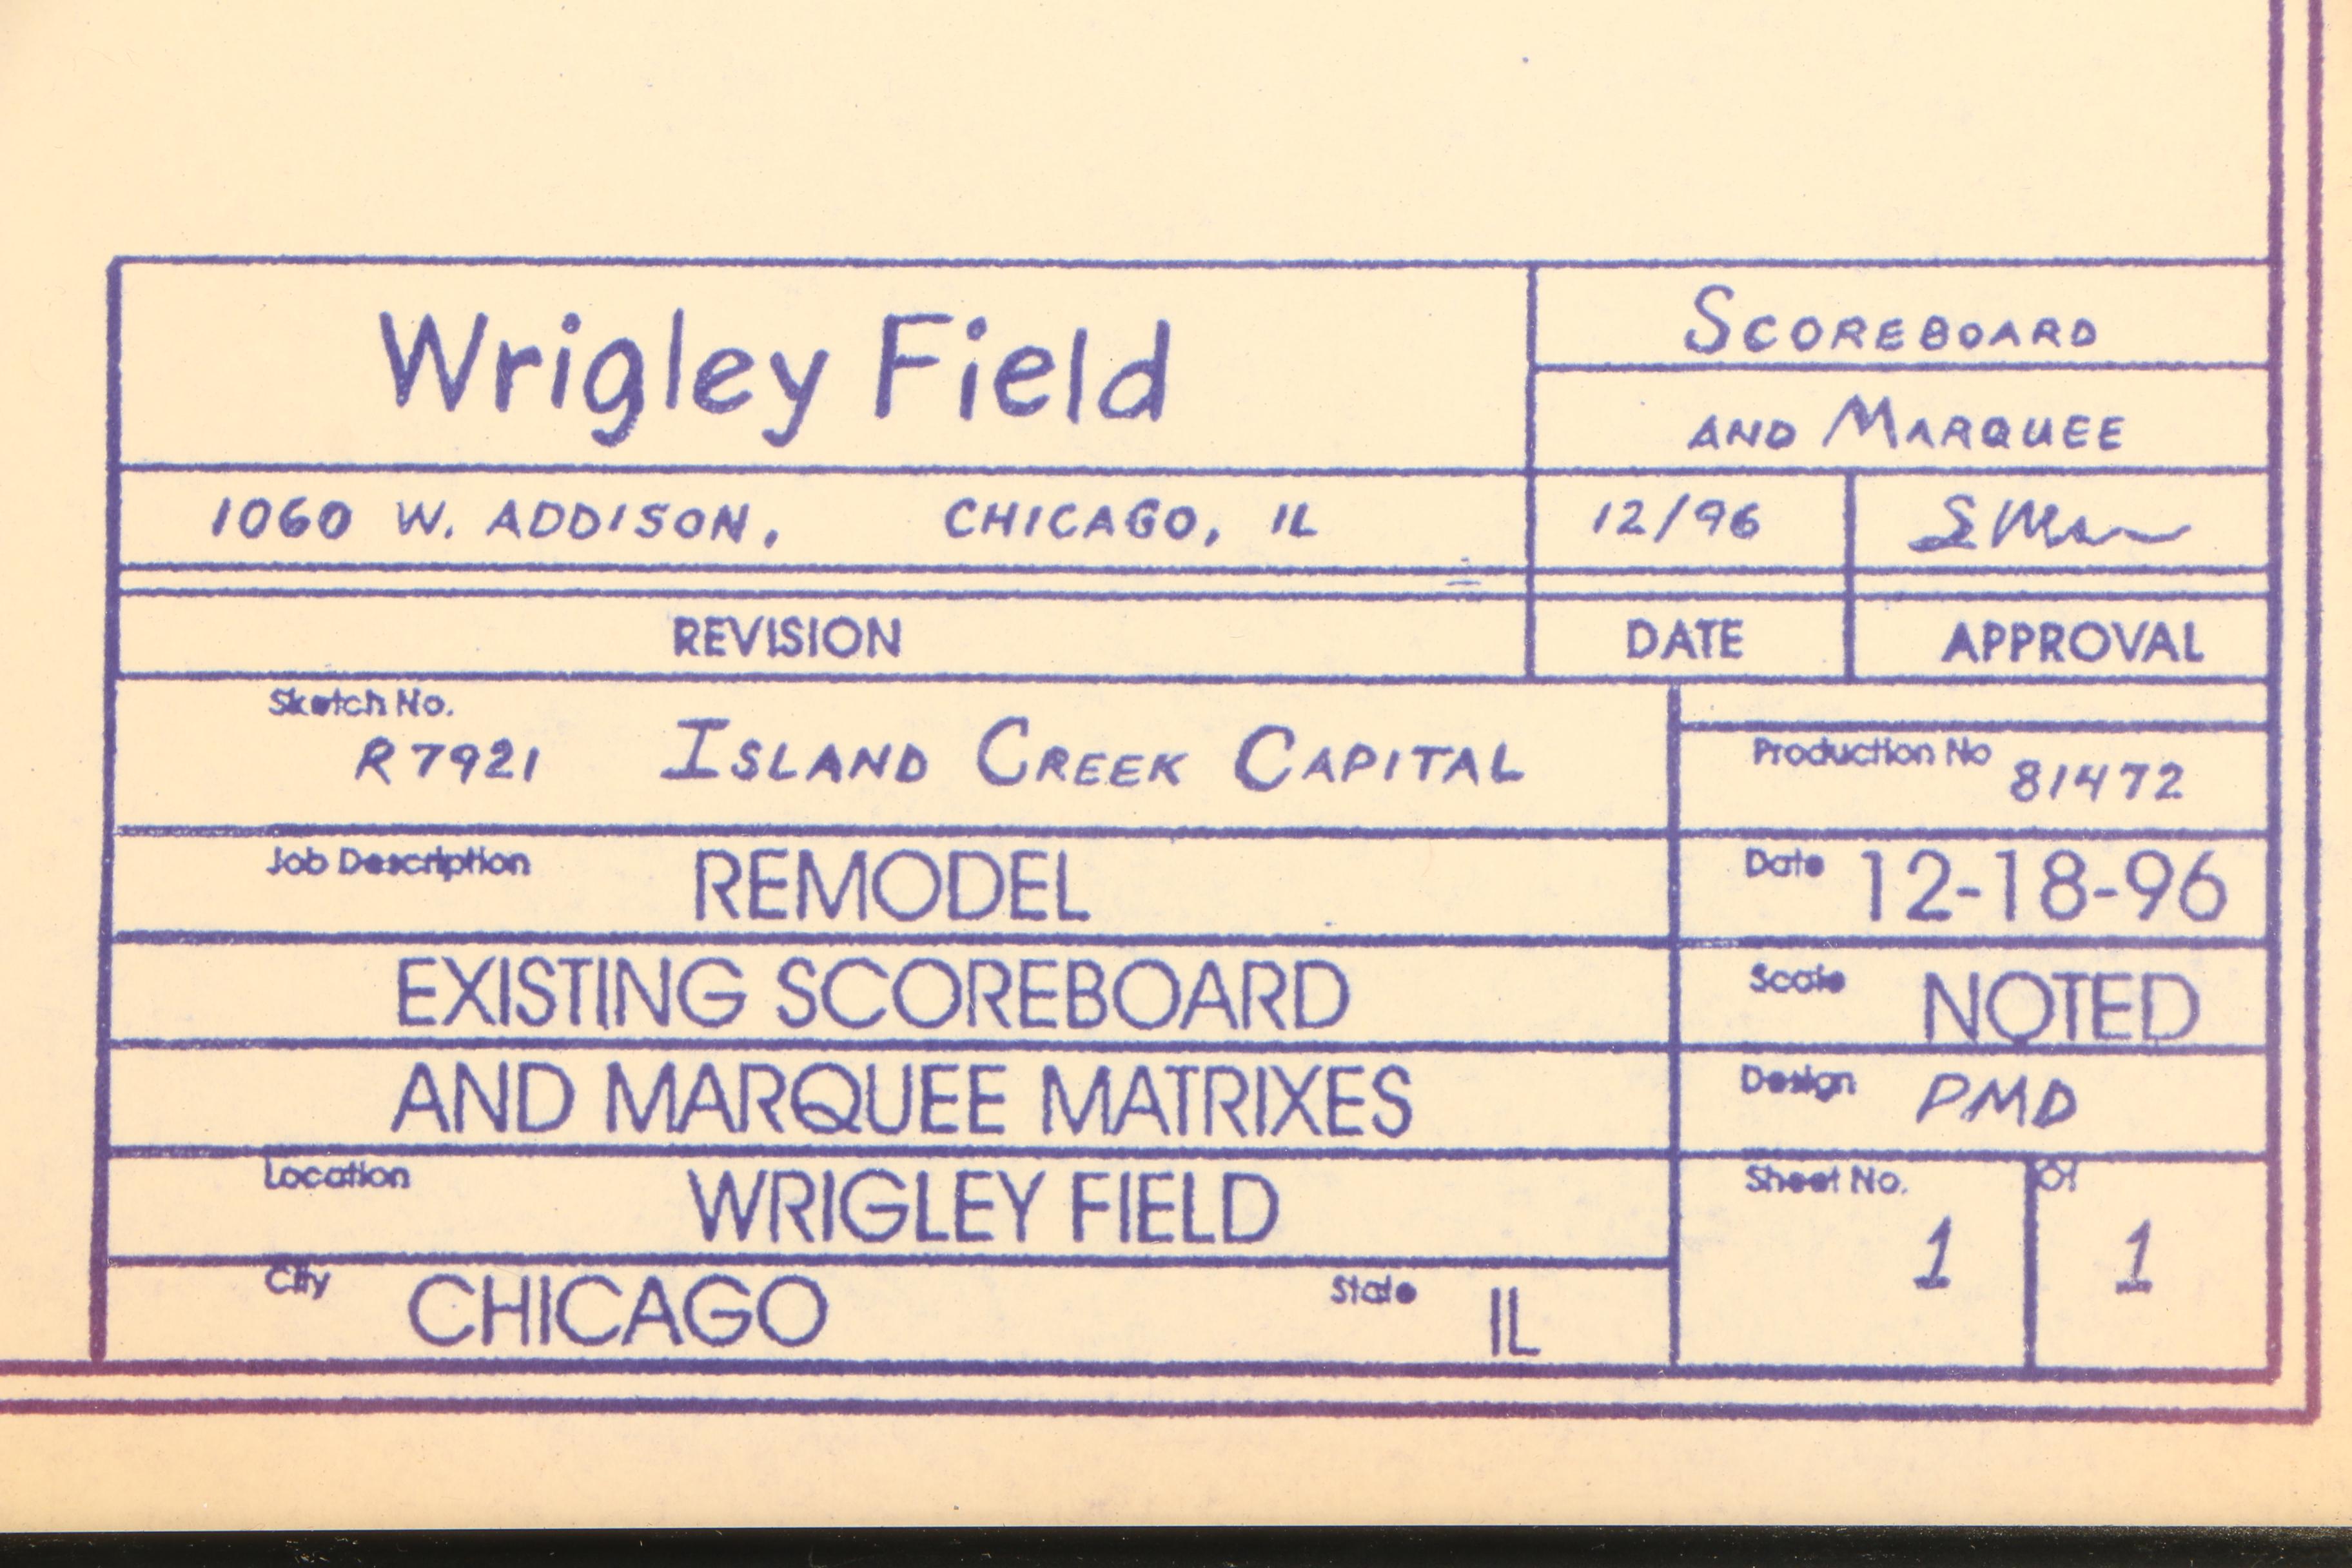 Wrigley Field
SCOREBOARD
AND MARQUEE
1060 W. ADDISON, CHICAGO, IL
12/96
REVISION
DATE
APPROVAL
Sketch No.
R7921 ISLAND CREEK CAPITAL
Production No 81472
Job Description REMODEL
Date 12-18-96
EXISTING SCOREBOARD
Scale NOTED
AND MARQUEE MATRIXES
Design PMD
Location WRIGLEY FIELD
Sheet No. 1
Of 1
City CHICAGO State IL